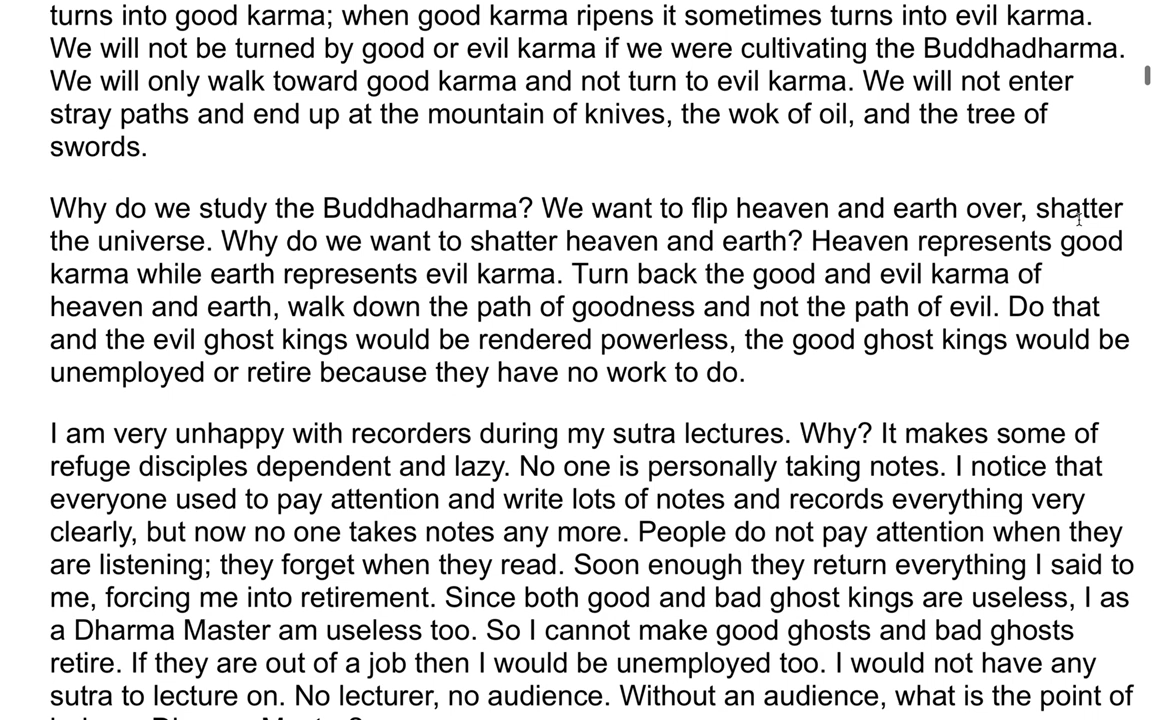 turns into good karma; when good karma ripens it sometimes turns into evil karma.
We will not be turned by good or evil karma if we were cultivating the Buddhadharma.
We will only walk toward good karma and not turn to evil karma. We will not enter
stray paths and end up at the mountain of knives, the wok of oil, and the tree of
swords.
Why do we study the Buddhadharma? We want to flip heaven and earth over, shatter
the universe. Why do we want to shatter heaven and earth? Heaven represents good
karma while earth represents evil karma. Turn back the good and evil karma of
heaven and earth, walk down the path of goodness and not the path of evil. Do that
and the evil ghost kings would be rendered powerless, the good ghost kings would be
unemployed or retire because they have no work to do.
I am very unhappy with recorders during my sutra lectures. Why? It makes some of
refuge disciples dependent and lazy. No one is personally taking notes. I notice that
everyone used to pay attention and write lots of notes and records everything very
clearly, but now no one takes notes any more. People do not pay attention when they
are listening; they forget when they read. Soon enough they return everything I said to
me, forcing me into retirement. Since both good and bad ghost kings are useless, I as
a Dharma Master am useless too. So I cannot make good ghosts and bad ghosts
retire. If they are out of a job then I would be unemployed too. I would not have any
sutra to lecture on. No lecturer, no audience. Without an audience, what is the point of